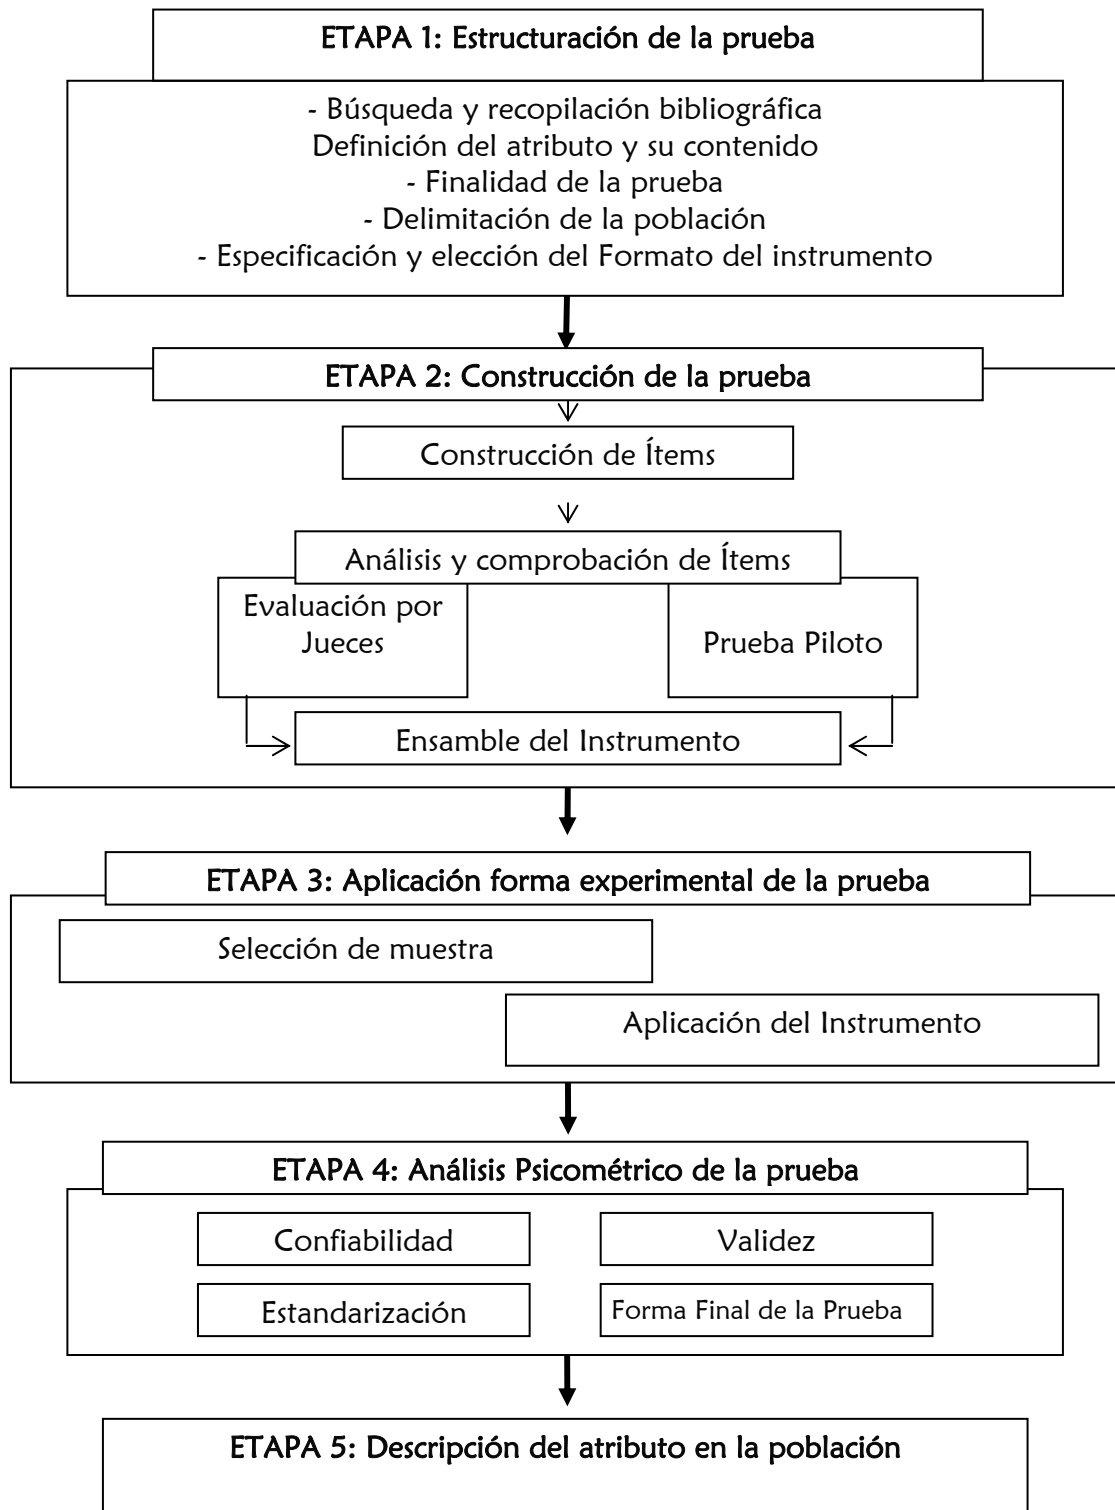 ETAPA 1: Estructuración de la prueba
- Búsqueda y recopilación bibliográfica
Definición del atributo y su contenido
- Finalidad de la prueba
- Delimitación de la población
- Especificación y elección del Formato del instrumento
ETAPA 2: Construcción de la prueba
Construcción de Ítems
Análisis y comprobación de Ítems
Evaluación por
Jueces
Prueba Piloto
Ensamble del Instrumento
ETAPA 3: Aplicación forma experimental de la prueba
Selección de muestra
Aplicación del Instrumento
ETAPA 4: Análisis Psicométrico de la prueba
Confiabilidad
Validez
Estandarización
Forma Final de la Prueba
ETAPA 5: Descripción del atributo en la población